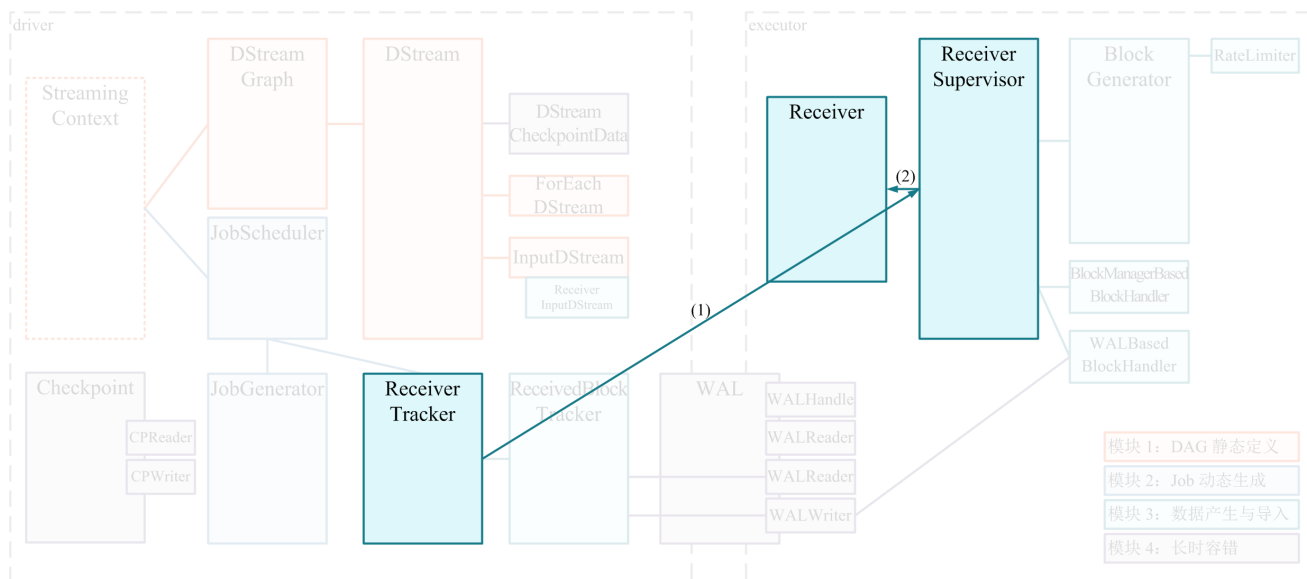 driver
executor
DStream
Graph
DStream
Receiver
Supervisor
Block
Generator
RateLimiter
Streaming
Context
DStream
CheckpointData
Receiver
(2)
ForEach
DStream
JobScheduler
InputDStream
Receiver
InputDStream
BlockManagerBased
BlockHandler
(1)
WALBased
BlockHandler
Checkpoint
JobGenerator
Receiver
Tracker
ReceivedBlock
Tracker
WAL
WALHandle
CPReader
WALReader
CPWriter
WALReader
WALWriter
模块 1：DAG 静态定义
模块 2：Job 动态生成
模块 3：数据产生与导入
模块 4：长时容错